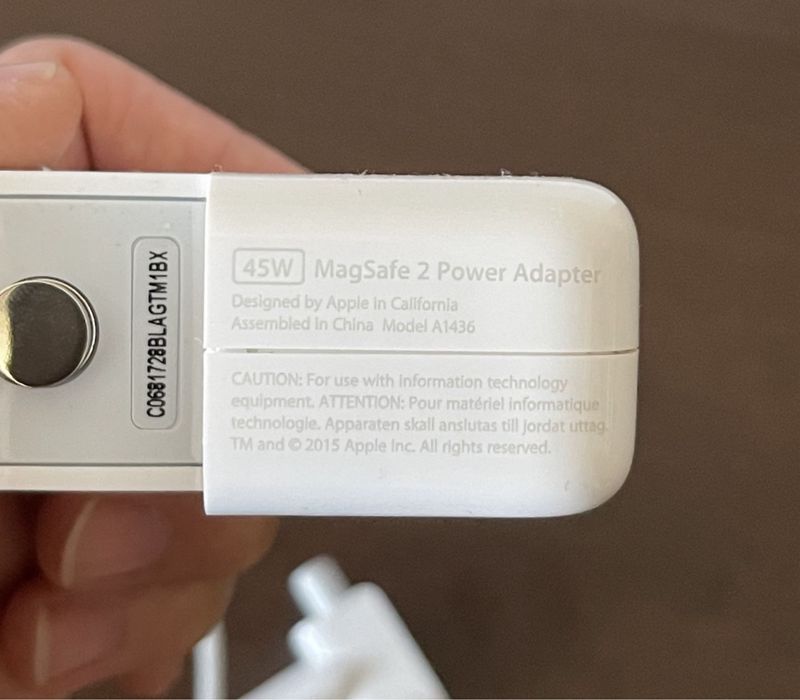 C0681728BLAGTM1BX
45W MagSafe 2 Power Adapter
Designed by Apple in California
Assembled in China Model A1436
CAUTION: For use with information technology
equipment. ATTENTION: Pour matériel informatique
technologie. Apparaten skall anslutas till jordat uttag
TM and © 2015 Apple Inc. All rights reserved.